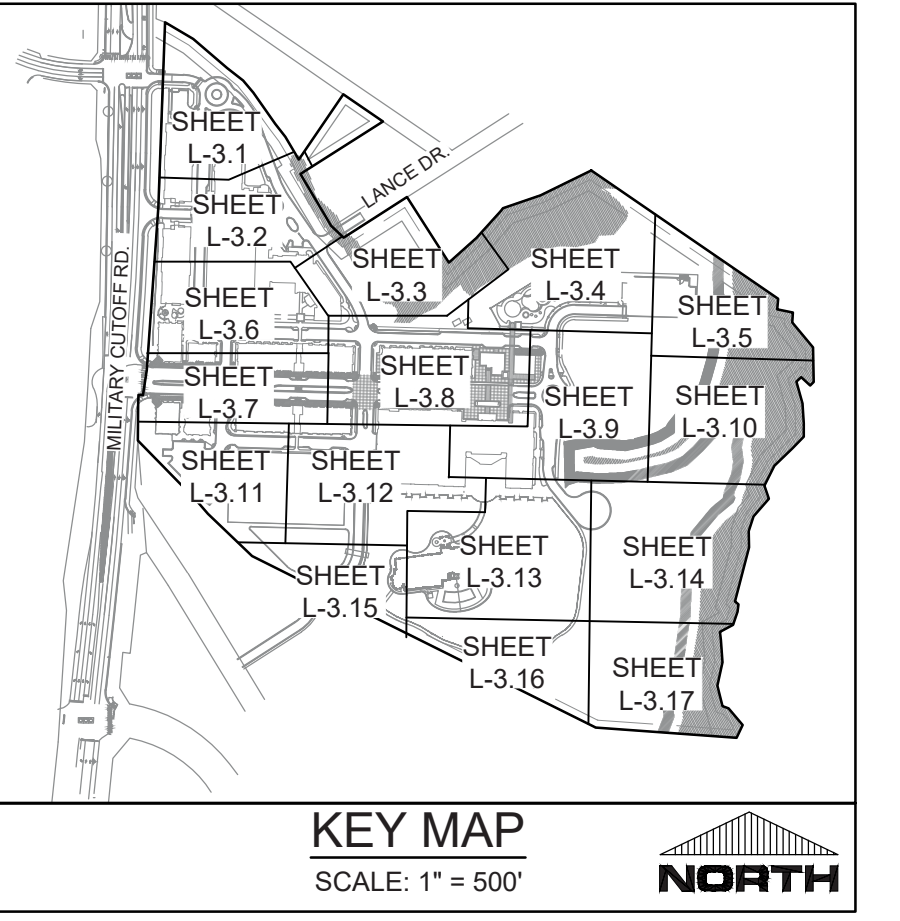 SHEET
L-3.1
LANCE DR.
SHEET
L-3.2
SHEET
L-3.3
SHEET
L-3.4
MILITARY CUTOFF RD.
SHEET
L-3.6
SHEET
L-3.5
SHEET
L-3.7
SHEET
L-3.8
SHEET
L-3.9
SHEET
L-3.10
SHEET
L-3.11
SHEET
L-3.12
SHEET
L-3.13
SHEET
L-3.14
SHEET
L-3.15
SHEET
L-3.16
SHEET
L-3.17
KEY MAP
SCALE: 1" = 500'
NORTH